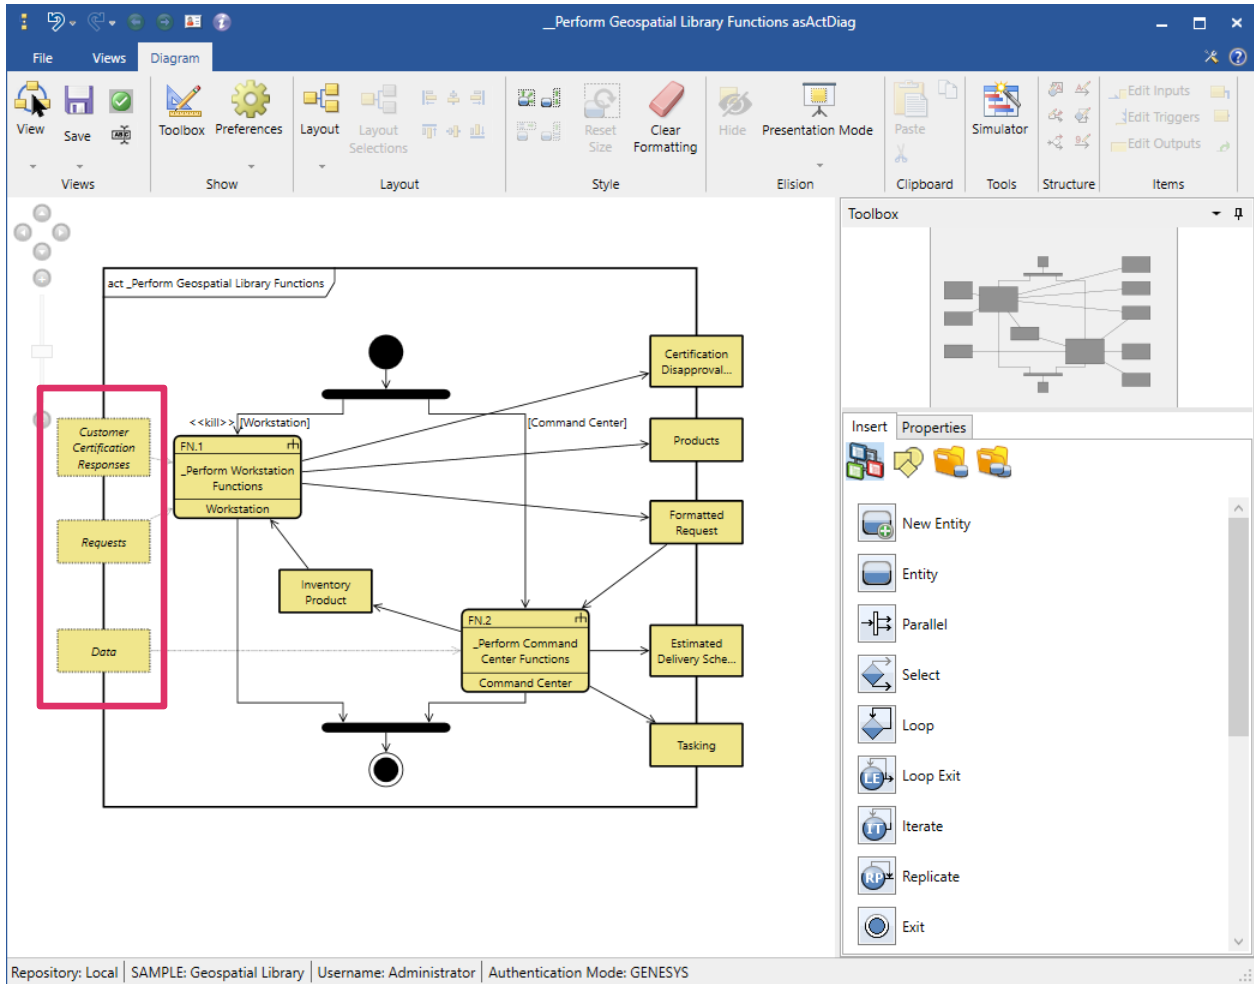 __Perform Geospatial Library Functions asActDiag
File Views Diagram
View
Save
ABC
Toolbox
Preferences
Layout
Layout
Selections
Reset
Size
Clear
Formatting
Hide
Presentation Mode
Paste
Simulator
Edit Inputs
Edit Triggers
Edit Outputs
Views
Show
Layout
Style
Elision
Clipboard
Tools
Structure
Items
Toolbox
act _Perform Geospatial Library Functions
Certification
Disapproval...
<<kill>>
[Workstation]
[Command Center]
Customer
Certification
Responses
FN.1
_Perform Workstation
Functions
Workstation
Products
Requests
Formatted
Request
Inventory
Product
FN.2
_Perform Command
Center Functions
Command Center
Data
Estimated
Delivery Sche...
Tasking
Insert Properties
New Entity
Entity
Parallel
Select
Loop
LE
Loop Exit
IT
Iterate
RP
Replicate
Exit
Repository: Local SAMPLE: Geospatial Library Username: Administrator Authentication Mode: GENESYS